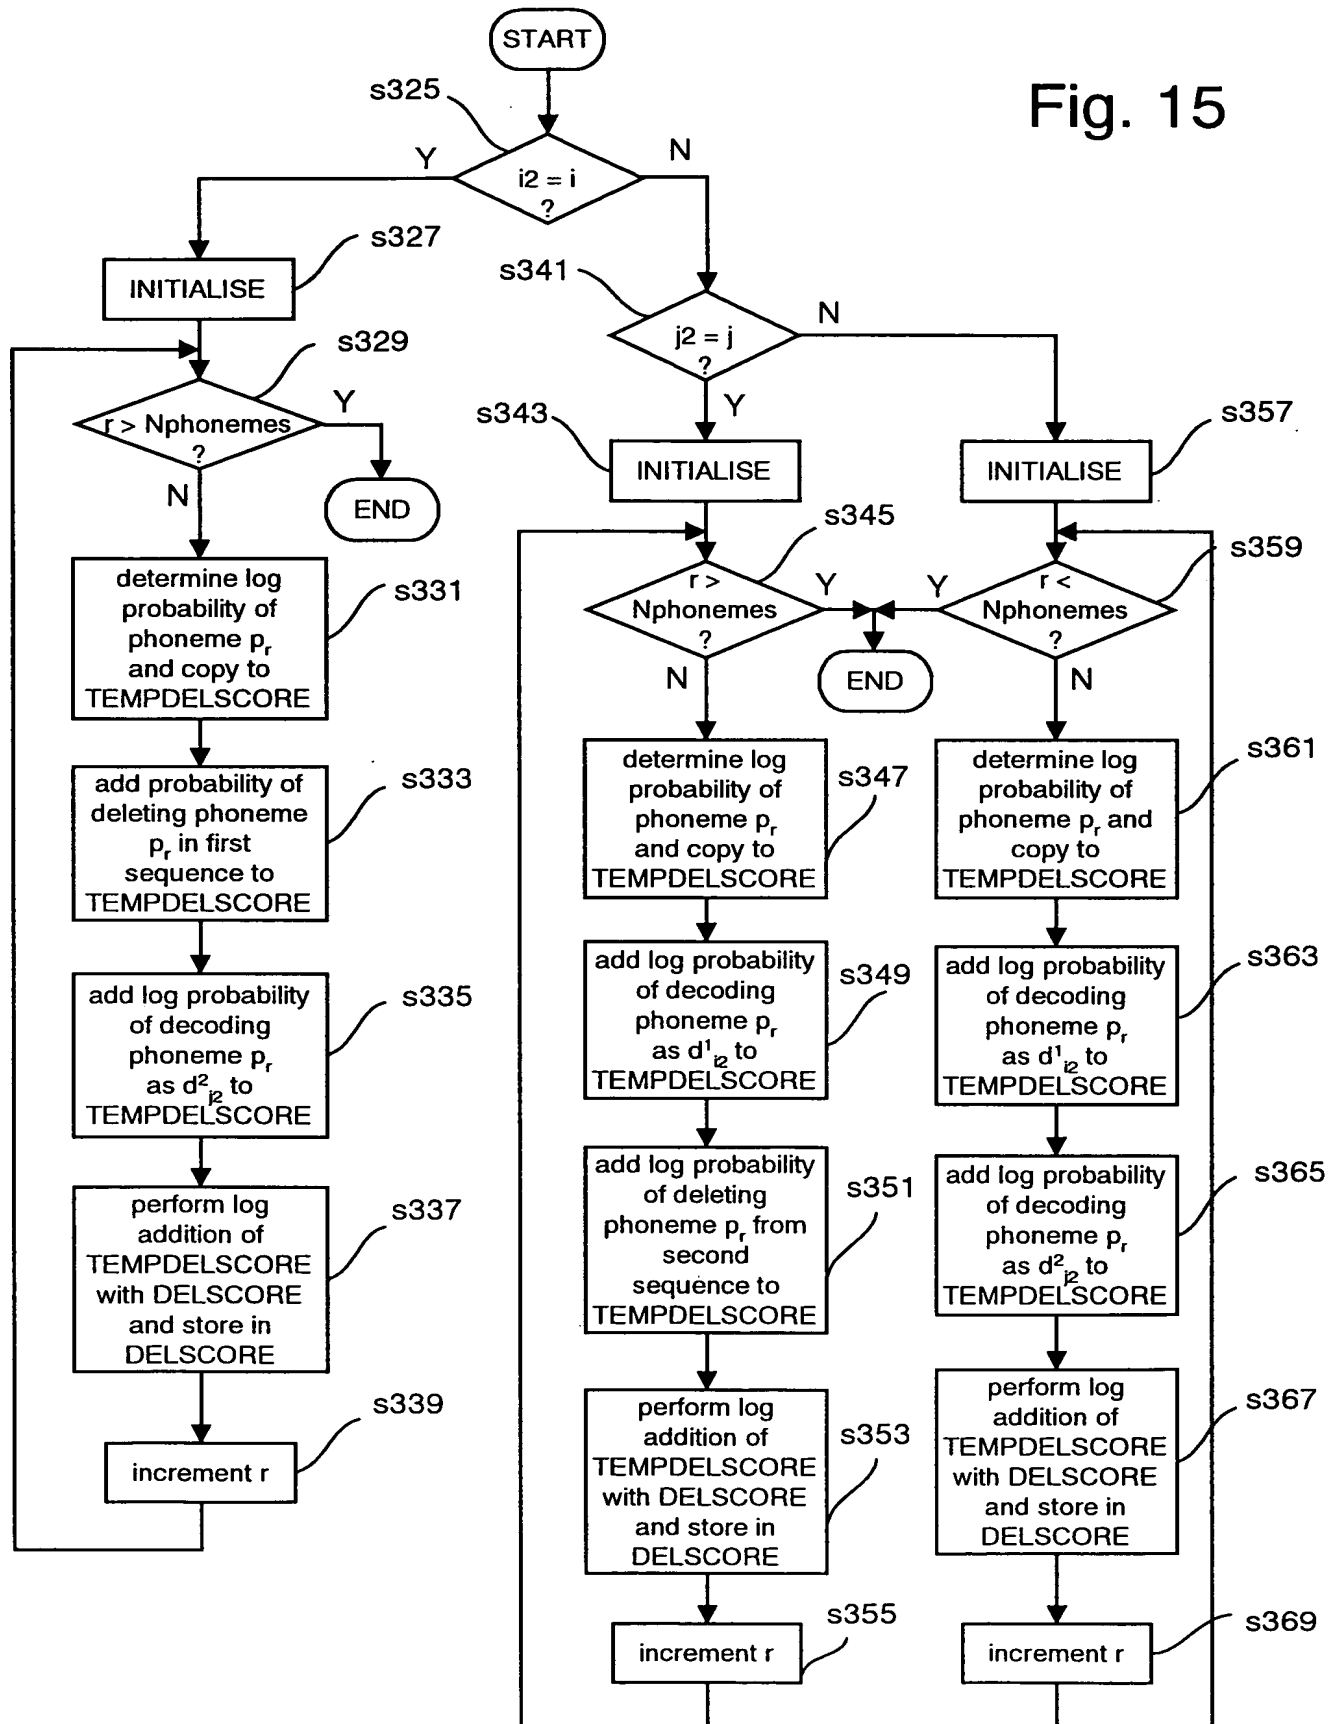 START
Fig. 15
s325
Y
N
i2 = i
?
s327
INITIALISE
s341
j2 = j
?
N
Y
s329
r > Nphonemes
?
Y
N
END
s343
INITIALISE
s357
INITIALISE
s331
determine log
probability of
phoneme pr
and copy to
TEMPDELSCORE
s345
r >
Nphonemes
?
Y
N
s359
r <
Nphonemes
?
Y
N
END
s333
add probability of
deleting phoneme
pr in first
sequence to
TEMPDELSCORE
s347
determine log
probability of
phoneme pr
and copy to
TEMPDELSCORE
s361
determine log
probability of
phoneme pr and
copy to
TEMPDELSCORE
s335
add log probability
of decoding
phoneme pr
as d²j2 to
TEMPDELSCORE
s349
add log probability
of decoding
phoneme pr
as d¹i2 to
TEMPDELSCORE
s363
add log probability
of decoding
phoneme pr
as d¹i2 to
TEMPDELSCORE
s337
perform log
addition of
TEMPDELSCORE
with DELSCORE
and store in
DELSCORE
s351
add log probability
of deleting
phoneme pr from
second
sequence to
TEMPDELSCORE
s365
add log probability
of decoding
phoneme pr
as d²j2 to
TEMPDELSCORE
s339
increment r
s353
perform log
addition of
TEMPDELSCORE
with DELSCORE
and store in
DELSCORE
s367
perform log
addition of
TEMPDELSCORE
with DELSCORE
and store in
DELSCORE
s355
increment r
s369
increment r